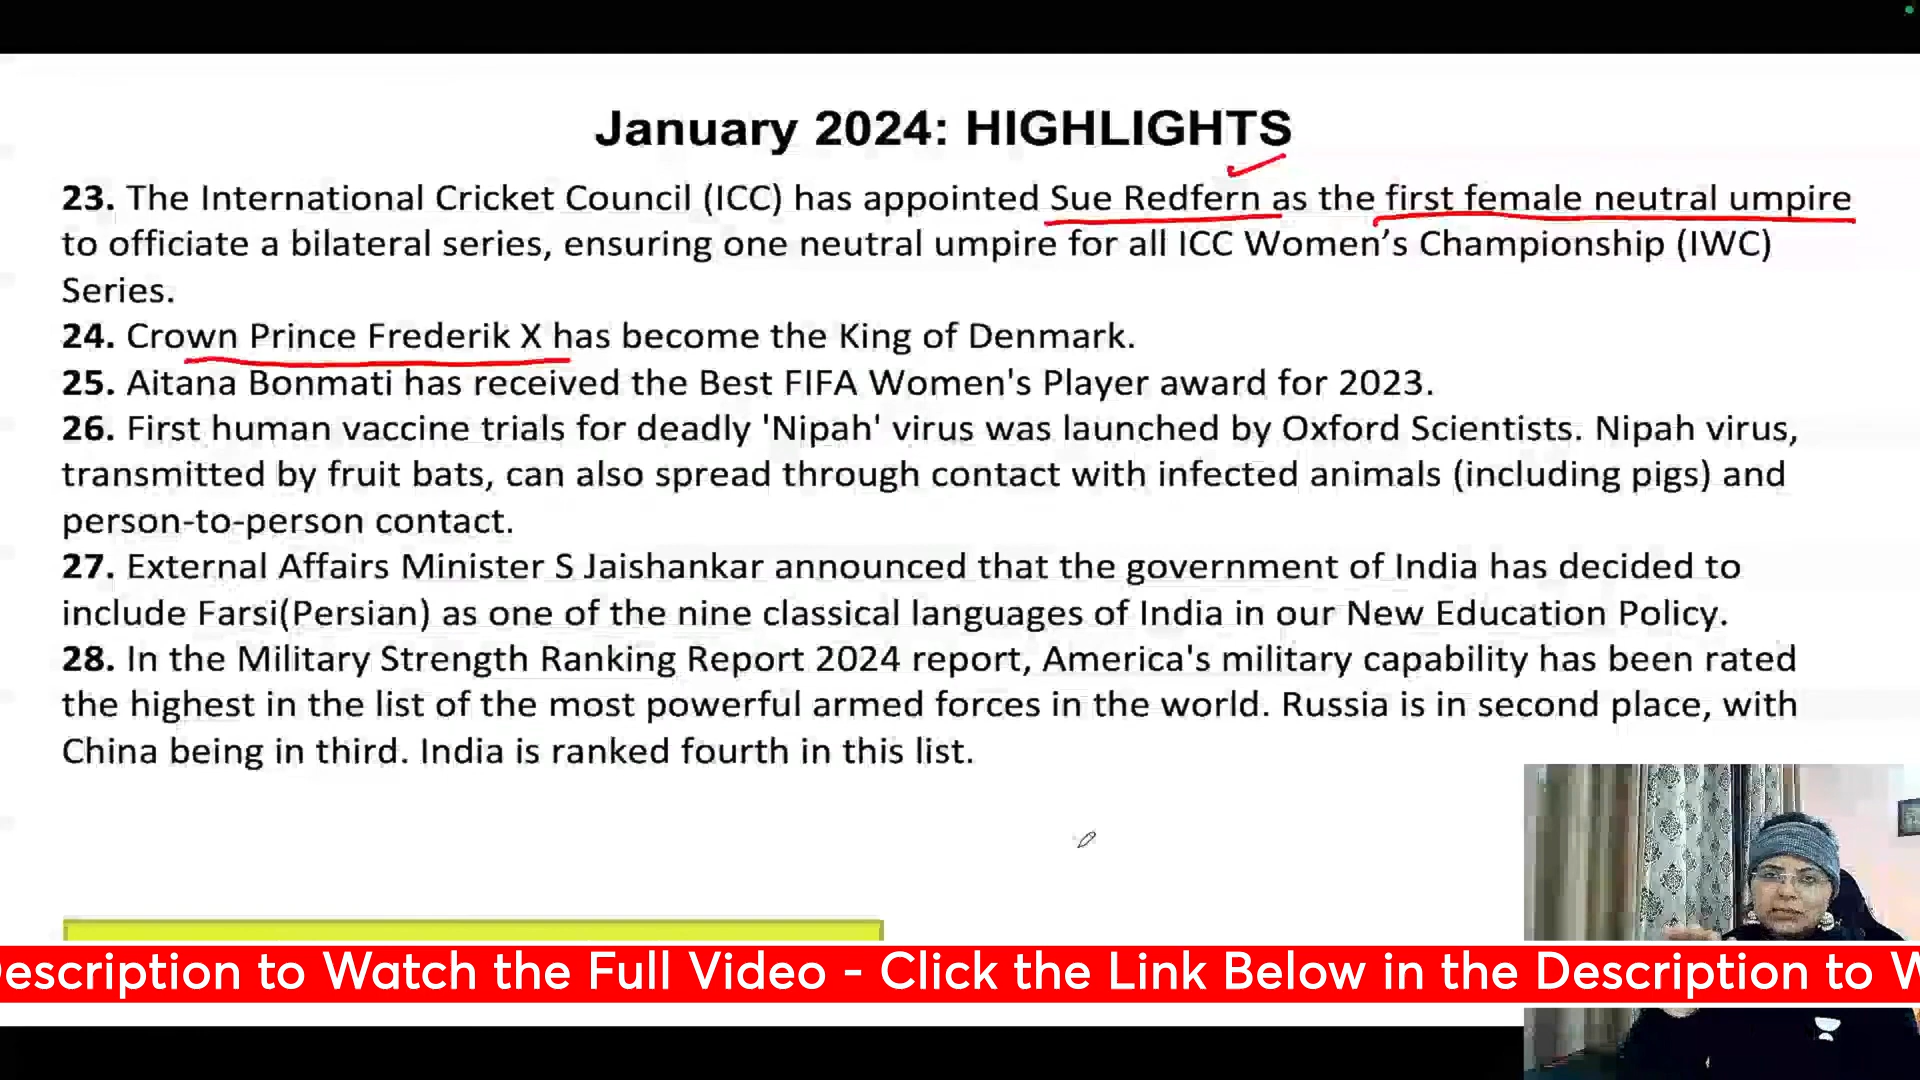 January 2024: HIGHLIGHTS
23. The International Cricket Council (ICC) has appointed Sue Redfern as the first female neutral umpire
to officiate a bilateral series, ensuring one neutral umpire for all ICC Women’s Championship (IWC)
Series.
24. Crown Prince Frederik X has become the King of Denmark.
25. Aitana Bonmati has received the Best FIFA Women's Player award for 2023.
26. First human vaccine trials for deadly 'Nipah' virus was launched by Oxford Scientists. Nipah virus,
transmitted by fruit bats, can also spread through contact with infected animals (including pigs) and
person-to-person contact.
27. External Affairs Minister S Jaishankar announced that the government of India has decided to
include Farsi(Persian) as one of the nine classical languages of India in our New Education Policy.
28. In the Military Strength Ranking Report 2024 report, America's military capability has been rated
the highest in the list of the most powerful armed forces in the world. Russia is in second place, with
China being in third. India is ranked fourth in this list.
escription to Watch the Full Video - Click the Link Below in the Description to W